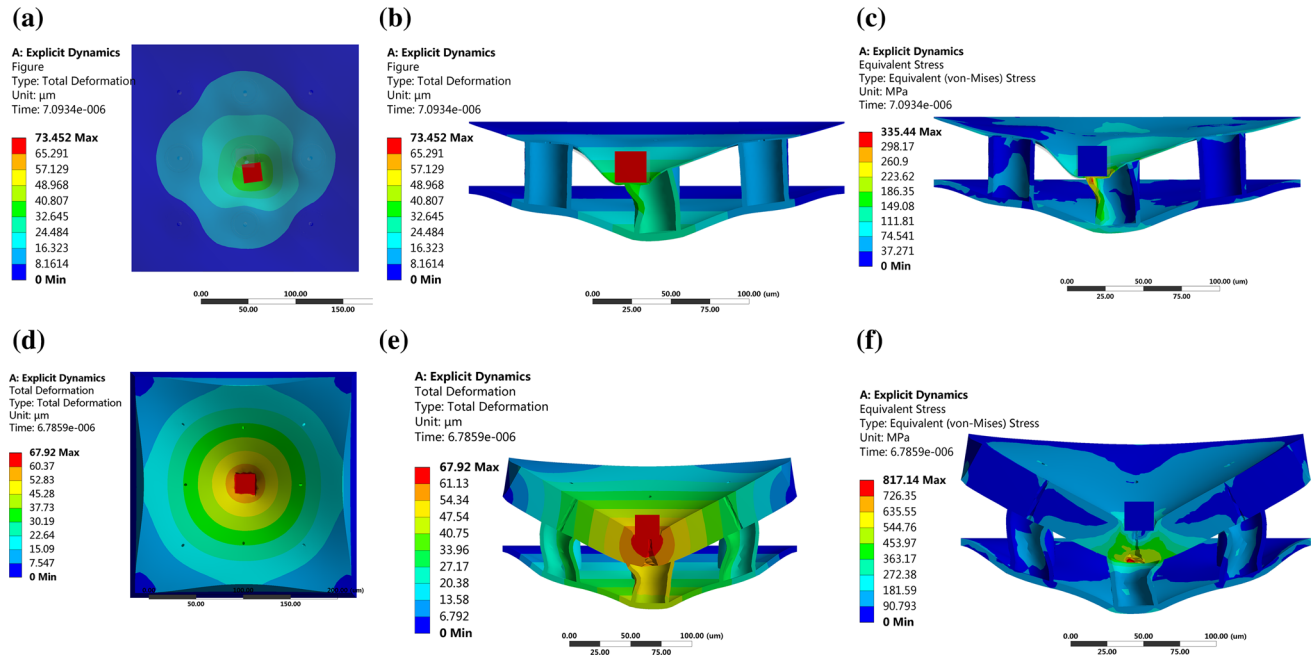 (a)
A: Explicit Dynamics
Figure
Type: Total Deformation
Unit: µm
Time: 7.0934e-006
73.452 Max
65.291
57.129
48.968
40.807
32.645
24.484
16.323
8.1614
0 Min
0.00 100.00
50.00 150.00
(b)
A: Explicit Dynamics
Figure
Type: Total Deformation
Unit: µm
Time: 7.0934e-006
73.452 Max
65.291
57.129
48.968
40.807
32.645
24.484
16.323
8.1614
0 Min
0.00 50.00 100.00 (um)
25.00 75.00
(c)
A: Explicit Dynamics
Equivalent Stress
Type: Equivalent (von-Mises) Stress
Unit: MPa
Time: 7.0934e-006
335.44 Max
298.17
260.9
223.62
186.35
149.08
111.81
74.541
37.271
0 Min
0.00 50.00 100.00 (um)
25.00 75.00
(d)
A: Explicit Dynamics
Total Deformation
Type: Total Deformation
Unit: µm
Time: 6.7859e-006
67.92 Max
60.37
52.83
45.28
37.73
30.19
22.64
15.09
7.547
0 Min
50.00 150.00
(e)
A: Explicit Dynamics
Total Deformation
Type: Total Deformation
Unit: µm
Time: 6.7859e-006
67.92 Max
61.13
54.34
47.54
40.75
33.96
27.17
20.38
13.58
6.792
0 Min
0.00 50.00 100.00 (um)
25.00 75.00
(f)
A: Explicit Dynamics
Equivalent Stress
Type: Equivalent (von-Mises) Stress
Unit: MPa
Time: 6.7859e-006
817.14 Max
726.35
635.55
544.76
453.97
363.17
272.38
181.59
90.793
0 Min
0.00 50.00 100.00 (um)
25.00 75.00